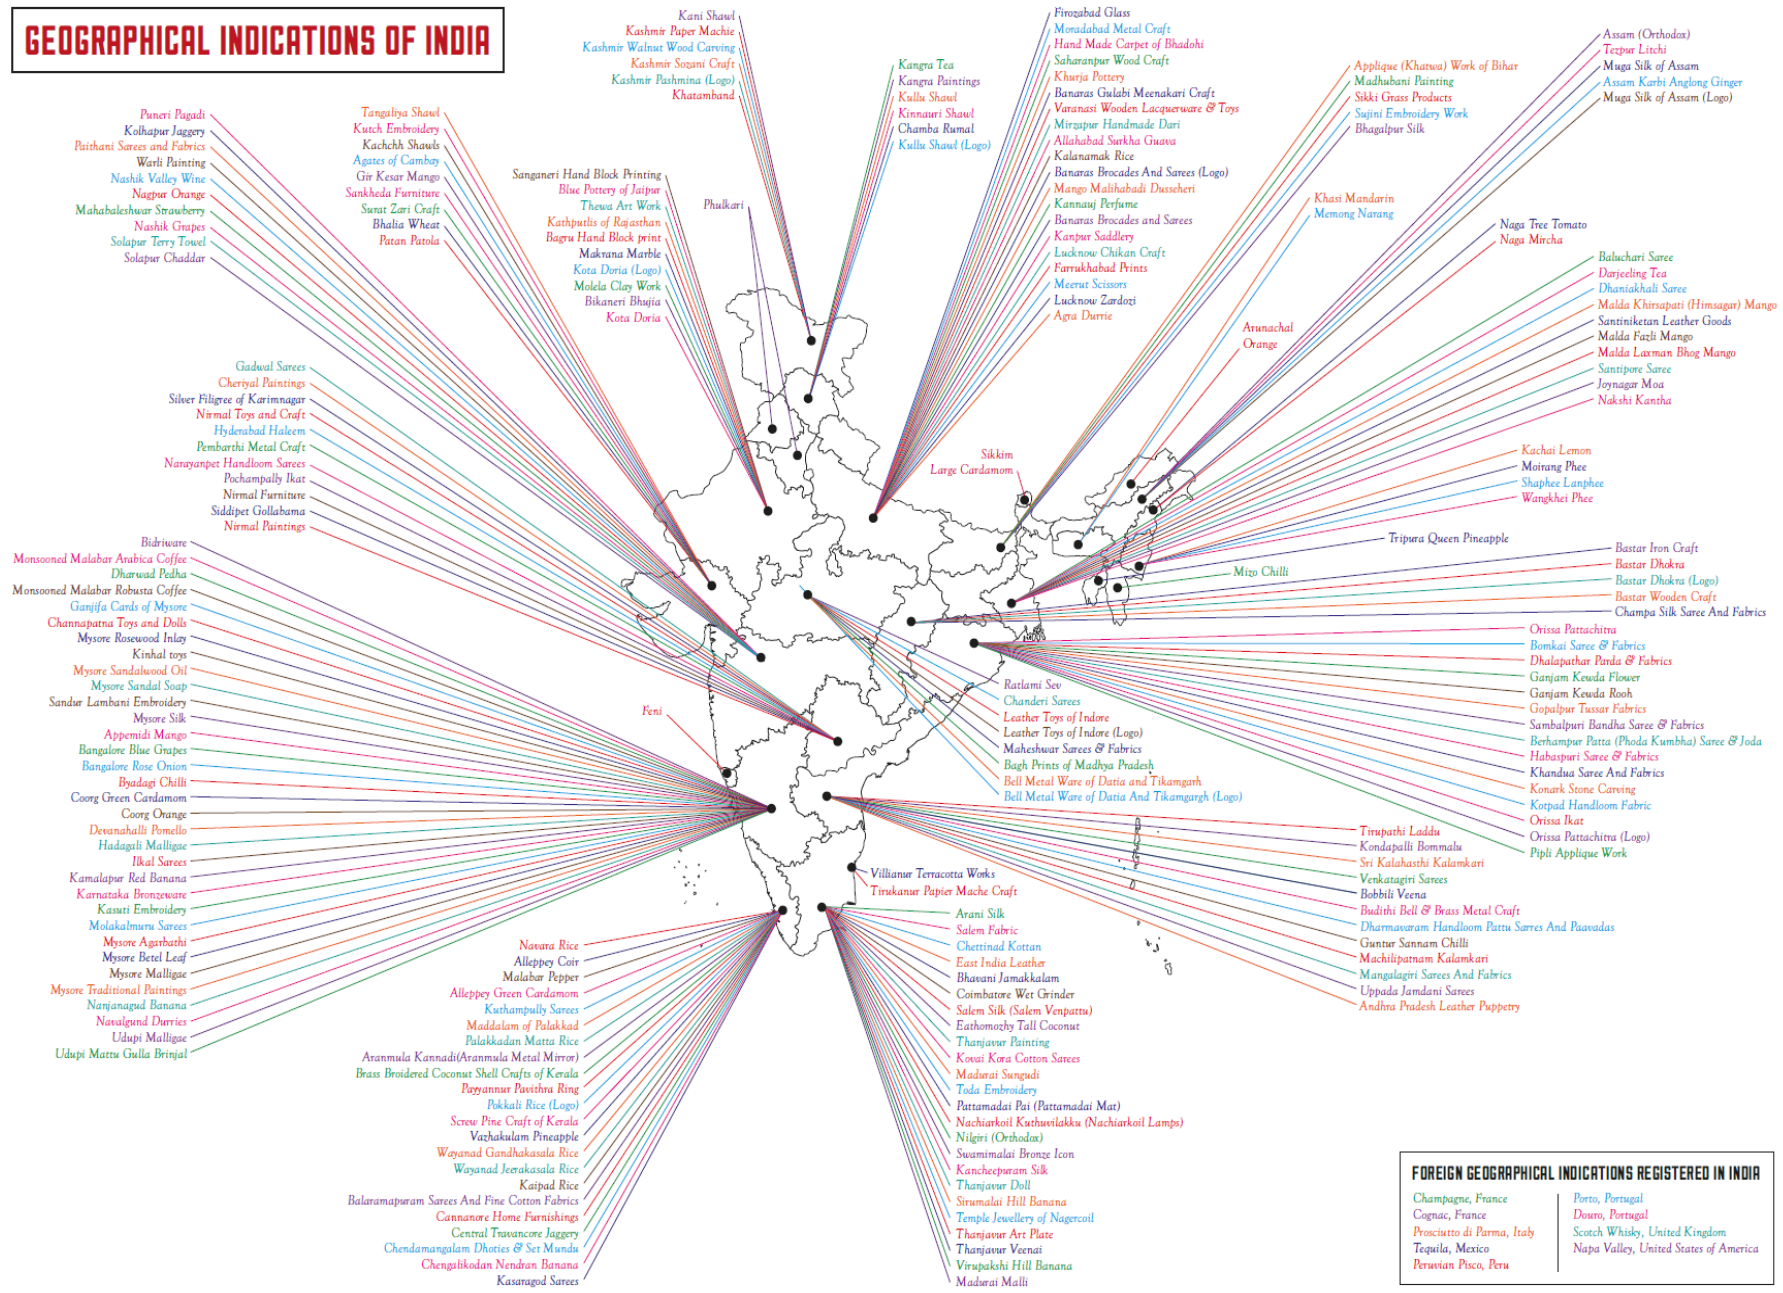 GEOGRAPHICAL INDICATIONS OF INDIA
Kani Shawl
Kashmir Paper Machie
Kashmir Walnut Wood Carving
Kashmir Sozani Craft
Kashmir Pashmina (Logo)
Khatamband
Kangra Tea
Kangra Paintings
Kullu Shawl
Kinnauri Shawl
Chamba Rumal
Kullu Shawl (Logo)
Firozabad Glass
Moradabad Metal Craft
Hand Made Carpet of Bhadohi
Saharanpur Wood Craft
Khurja Pottery
Banaras Gulabi Meenakari Craft
Varanasi Wooden Lacquerware & Toys
Mirzapur Handmade Dari
Allahabad Surkha Guava
Kalanamak Rice
Banaras Brocades And Sarees (Logo)
Mango Malihabadi Dusseheri
Kannauj Perfume
Banaras Brocades and Sarees
Kanpur Saddlery
Lucknow Chikan Craft
Farrukhabad Prints
Meerut Scissors
Lucknow Zardozi
Agra Durrie
Applique (Khatwa) Work of Bihar
Madhubani Painting
Sikki Grass Products
Sujini Embroidery Work
Bhagalpur Silk
Assam (Orthodox)
Tezpur Litchi
Muga Silk of Assam
Assam Karbi Anglong Ginger
Muga Silk of Assam (Logo)
Puneri Pagadi
Kolhapur Jaggery
Paithani Sarees and Fabrics
Warli Painting
Nashik Valley Wine
Nagpur Orange
Mahabaleshwar Strawberry
Nashik Grapes
Solapur Terry Towel
Solapur Chaddar
Tangaliya Shawl
Kutch Embroidery
Kachchh Shawls
Agates of Cambay
Gir Kesar Mango
Sankheda Furniture
Surat Zari Craft
Bhalia Wheat
Patan Patola
Sanganeri Hand Block Printing
Blue Pottery of Jaipur
Thewa Art Work
Kathputlis of Rajasthan
Bagru Hand Block print
Makrana Marble
Kota Doria (Logo)
Molela Clay Work
Bikaneri Bhujia
Kota Doria
Phulkari
Khasi Mandarin
Memong Narang
Naga Tree Tomato
Naga Mircha
Arunachal
Orange
Baluchari Saree
Darjeeling Tea
Dhaniakhali Saree
Malda Khirsapati (Himsagar) Mango
Santiniketan Leather Goods
Malda Fazli Mango
Malda Laxman Bhog Mango
Santipore Saree
Joynagar Moa
Nakshi Kantha
Gadwal Sarees
Cheriyal Paintings
Silver Filigree of Karimnagar
Nirmal Toys and Craft
Hyderabad Haleem
Pembarthi Metal Craft
Narayanpet Handloom Sarees
Pochampally Ikat
Nirmal Furniture
Siddipet Gollabama
Nirmal Paintings
Sikkim
Large Cardamom
Kachai Lemon
Moirang Phee
Shaphee Lanphee
Wangkhei Phee
Tripura Queen Pineapple
Mizo Chilli
Bastar Iron Craft
Bastar Dhokra
Bastar Dhokra (Logo)
Bastar Wooden Craft
Champa Silk Saree And Fabrics
Bidriware
Monsooned Malabar Arabica Coffee
Dharwad Pedha
Monsooned Malabar Robusta Coffee
Ganjifa Cards of Mysore
Channapatna Toys and Dolls
Mysore Rosewood Inlay
Kinhal toys
Mysore Sandalwood Oil
Mysore Sandal Soap
Sandur Lambani Embroidery
Mysore Silk
Appemidi Mango
Bangalore Blue Grapes
Bangalore Rose Onion
Byadagi Chilli
Coorg Green Cardamom
Coorg Orange
Devanahalli Pomello
Hadagali Malligae
Ilkal Sarees
Kamalapur Red Banana
Karnataka Bronzeware
Kasuti Embroidery
Molakalmuru Sarees
Mysore Agarbathi
Mysore Betel Leaf
Mysore Malligae
Mysore Traditional Paintings
Nanjanagud Banana
Navalgund Durries
Udupi Malligae
Udupi Mattu Gulla Brinjal
Feni
Ratlami Sev
Chanderi Sarees
Leather Toys of Indore
Leather Toys of Indore (Logo)
Maheshwar Sarees & Fabrics
Bagh Prints of Madhya Pradesh
Bell Metal Ware of Datia and Tikamgarh
Bell Metal Ware of Datia And Tikamgargh (Logo)
Orissa Pattachitra
Bomkai Saree & Fabrics
Dhalapathar Parda & Fabrics
Ganjam Kewda Flower
Ganjam Kewda Rooh
Gopalpur Tussar Fabrics
Sambalpuri Bandha Saree & Fabrics
Berhampur Patta (Phoda Kumbha) Saree & Joda
Habaspuri Saree & Fabrics
Khandua Saree And Fabrics
Konark Stone Carving
Kotpad Handloom Fabric
Orissa Ikat
Orissa Pattachitra (Logo)
Pipli Applique Work
Tirupathi Laddu
Kondapalli Bommalu
Sri Kalahasthi Kalamkari
Venkatagiri Sarees
Bobbili Veena
Budithi Bell & Brass Metal Craft
Dharmavaram Handloom Pattu Sarres And Paavadas
Guntur Sannam Chilli
Machilipatnam Kalamkari
Mangalagiri Sarees And Fabrics
Uppada Jamdani Sarees
Andhra Pradesh Leather Puppetry
Villianur Terracotta Works
Tirukanur Papier Mache Craft
Navara Rice
Alleppey Coir
Malabar Pepper
Alleppey Green Cardamom
Kuthampully Sarees
Maddalam of Palakkad
Palakkadan Matta Rice
Aranmula Kannadi(Aranmula Metal Mirror)
Brass Broidered Coconut Shell Crafts of Kerala
Payyannur Pavithra Ring
Pokkali Rice (Logo)
Screw Pine Craft of Kerala
Vazhakulam Pineapple
Wayanad Gandhakasala Rice
Wayanad Jeerakasala Rice
Kaipad Rice
Balaramapuram Sarees And Fine Cotton Fabrics
Cannanore Home Furnishings
Central Travancore Jaggery
Chendamangalam Dhoties & Set Mundu
Chengalikodan Nendran Banana
Kasaragod Sarees
Arani Silk
Salem Fabric
Chettinad Kottan
East India Leather
Bhavani Jamakkalam
Coimbatore Wet Grinder
Salem Silk (Salem Venpattu)
Eathomozhy Tall Coconut
Thanjavur Painting
Kovai Kora Cotton Sarees
Madurai Sungudi
Toda Embroidery
Pattamadai Pai (Pattamadai Mat)
Nachiarkoil Kuthuvilakku (Nachiarkoil Lamps)
Nilgiri (Orthodox)
Swamimalai Bronze Icon
Kancheepuram Silk
Thanjavur Doll
Sirumalai Hill Banana
Temple Jewellery of Nagercoil
Thanjavur Art Plate
Thanjavur Veenai
Virupakshi Hill Banana
Madurai Malli
FOREIGN GEOGRAPHICAL INDICATIONS REGISTERED IN INDIA
Champagne, France
Cognac, France
Prosciutto di Parma, Italy
Tequila, Mexico
Peruvian Pisco, Peru
Porto, Portugal
Douro, Portugal
Scotch Whisky, United Kingdom
Napa Valley, United States of America